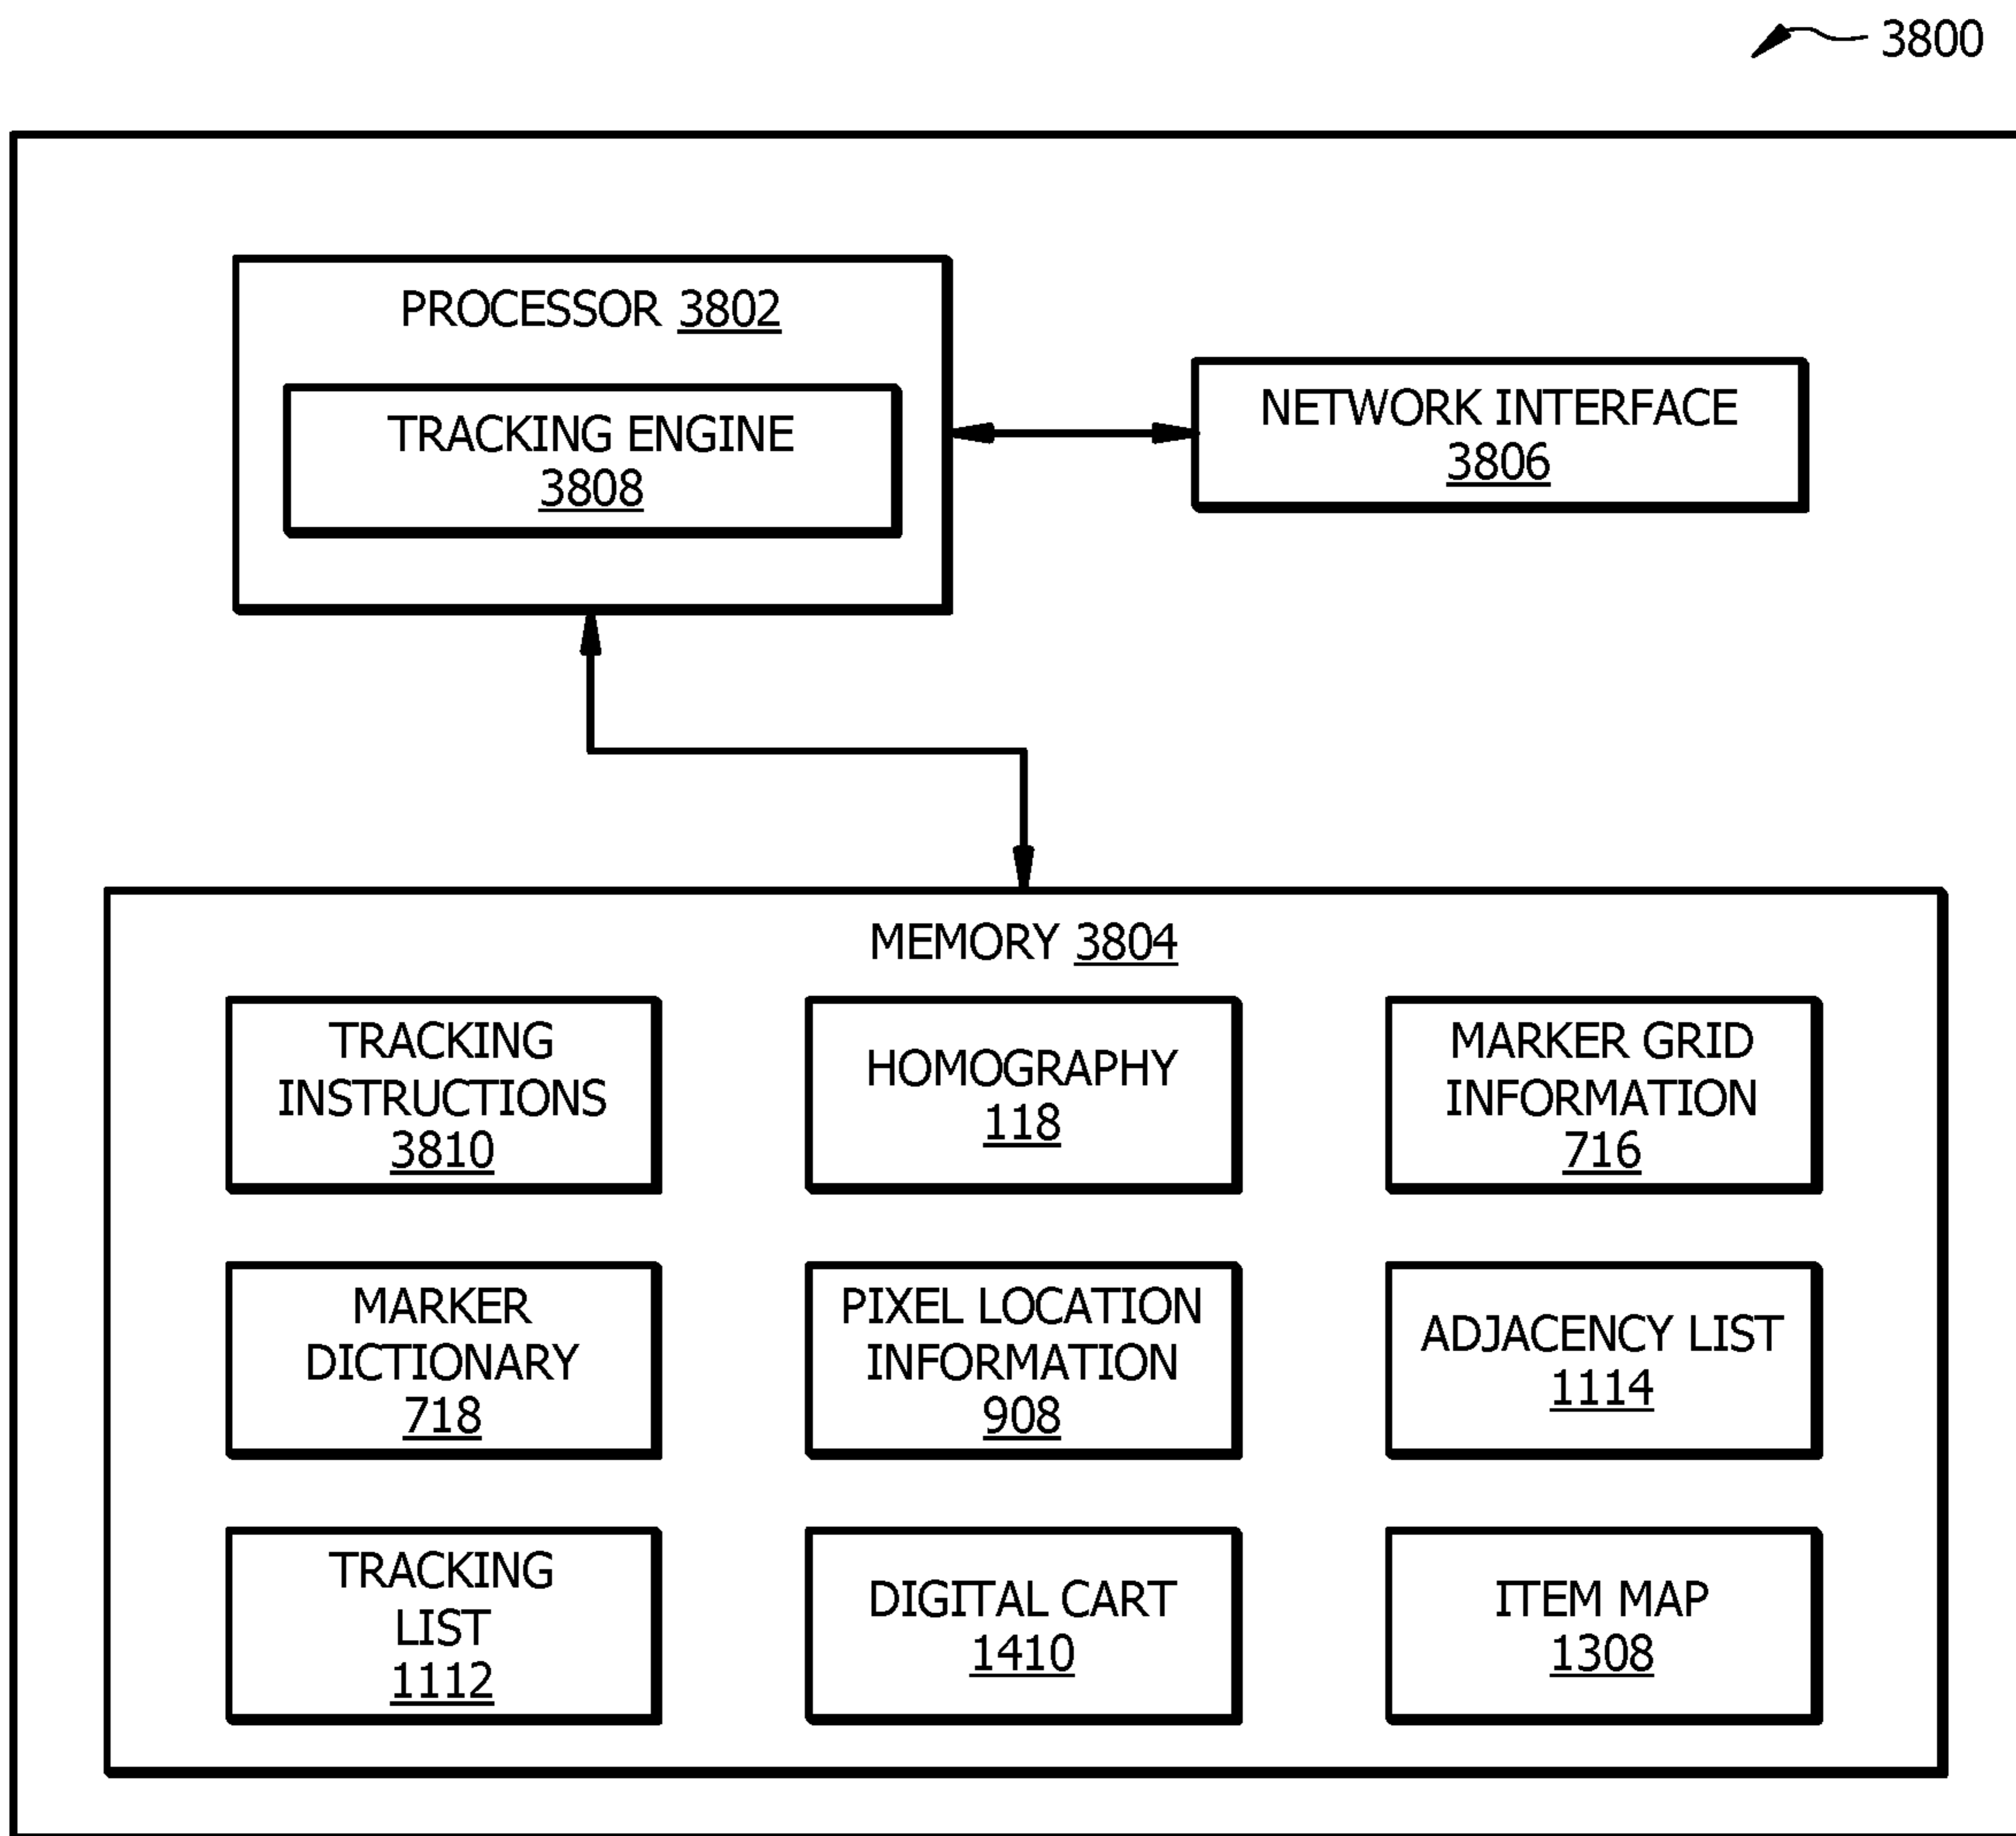 3800
PROCESSOR 3802
TRACKING ENGINE
3808
NETWORK INTERFACE
3806
MEMORY 3804
TRACKING
INSTRUCTIONS
3810
HOMOGRAPHY
118
MARKER GRID
INFORMATION
716
MARKER
DICTIONARY
718
PIXEL LOCATION
INFORMATION
908
ADJACENCY LIST
1114
TRACKING
LIST
1112
DIGITAL CART
1410
ITEM MAP
1308